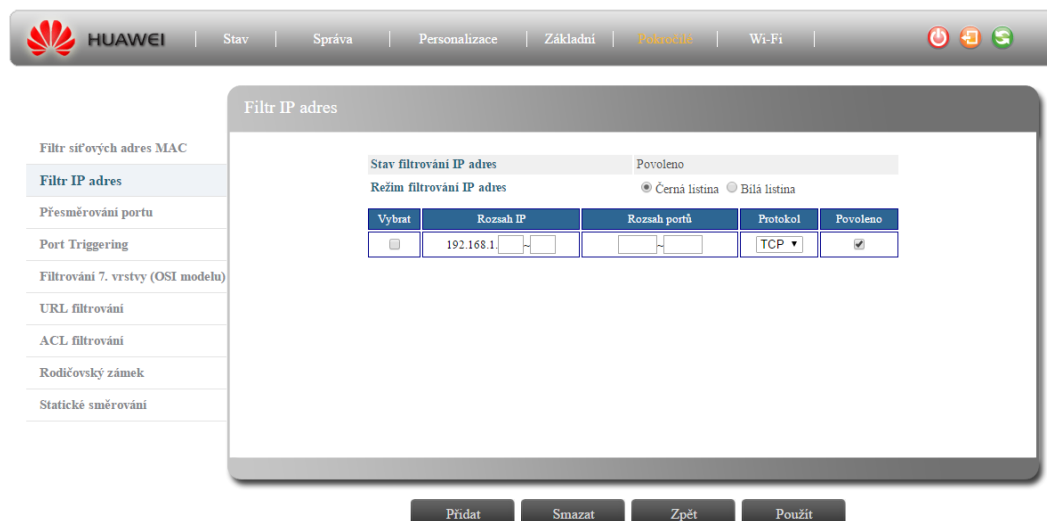 HUAWEI | Stav | Správa | Personalizace | Základní | Pokročilé | Wi-Fi |
Filtr IP adres
Filtr síťových adres MAC
Filtr IP adres
Přesměrování portu
Port Triggering
Filtrování 7. vrstvy (OSI modelu)
URL filtrování
ACL filtrování
Rodičovský zámek
Statické směrování
Stav filtrování IP adres Povoleno
Režim filtrování IP adres Černá listina Bílá listina
Vybrat Rozsah IP Rozsah portů Protokol Povoleno
192.168.1. ~ ~ TCP
Přidat Smazat Zpět Použít